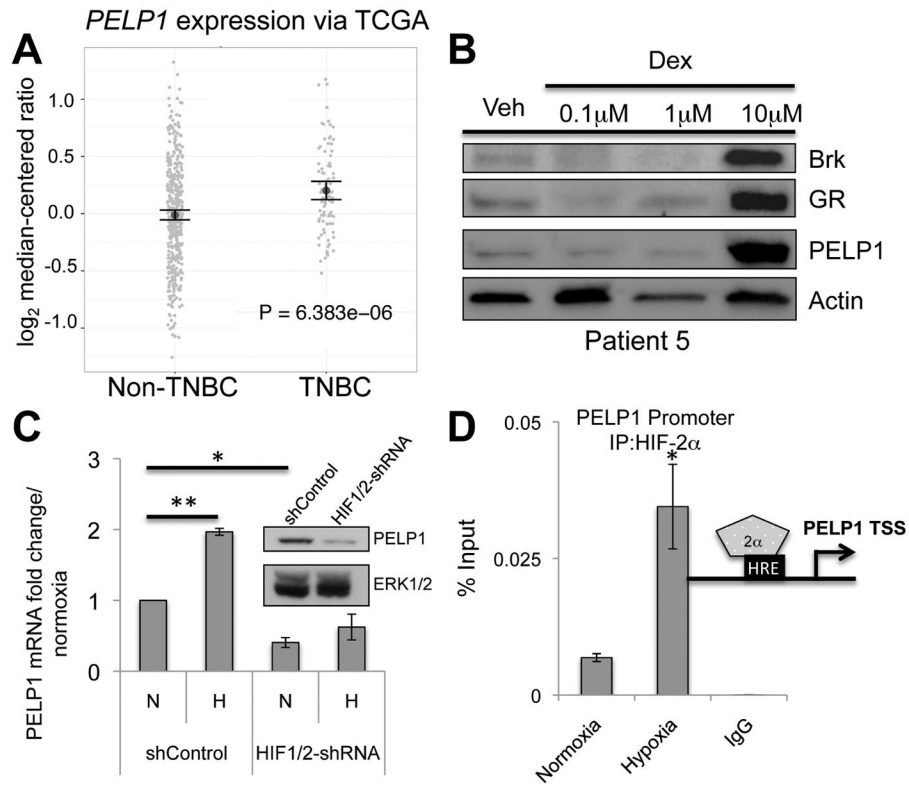 A
PELP1 expression via TCGA
log2 median-centered ratio
1.0
0.5
0.0
-0.5
-1.0
P = 6.383e–06
Non-TNBC TNBC
B
Dex
Veh 0.1μM 1μM 10μM
Brk
GR
PELP1
Actin
Patient 5
C
PELP1 mRNA fold change/
normoxia
3
2
1
0
*
**
shControl
HIF1/2-shRNA
PELP1
ERK1/2
N H N H
shControl HIF1/2-shRNA
D
PELP1 Promoter
IP:HIF-2α
*
% Input
0.05
0.025
0
2α
HRE
PELP1 TSS
Normoxia
Hypoxia
IgG